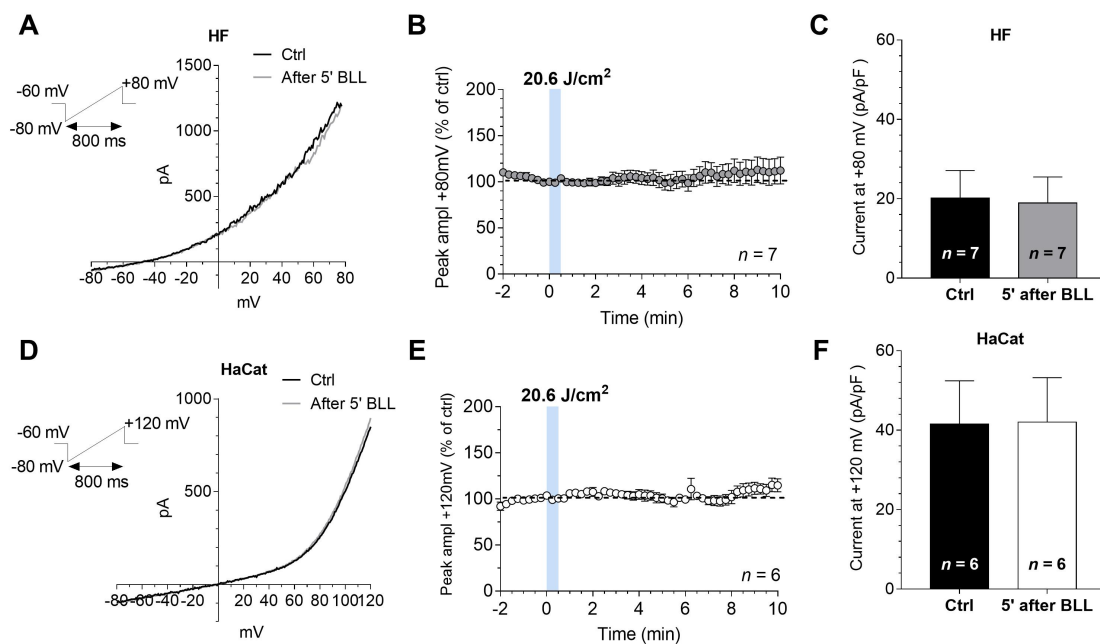 A
HF
-60 mV
+80 mV
-80 mV
800 ms
Ctrl
After 5' BLL
1500
1000
500
pA
-80 -60 -40 -20 20 40 60 80
mV
B
20.6 J/cm²
Peak ampl +80mV (% of ctrl)
200
150
100
50
0
n = 7
-2 0 2 4 6 8 10
Time (min)
C
HF
Current at +80 mV (pA/pF )
60
40
20
0
n = 7 n = 7
Ctrl 5' after BLL
D
HaCat
-60 mV
+120 mV
-80 mV
800 ms
Ctrl
After 5' BLL
1000
500
pA
-80 -60 -40 -20 20 40 60 80 100 120
mV
E
20.6 J/cm²
Peak ampl +120mV (% of ctrl)
200
150
100
50
0
n = 6
-2 0 2 4 6 8 10
Time (min)
F
HaCat
Current at +120 mV (pA/pF )
60
40
20
0
n = 6 n = 6
Ctrl 5' after BLL